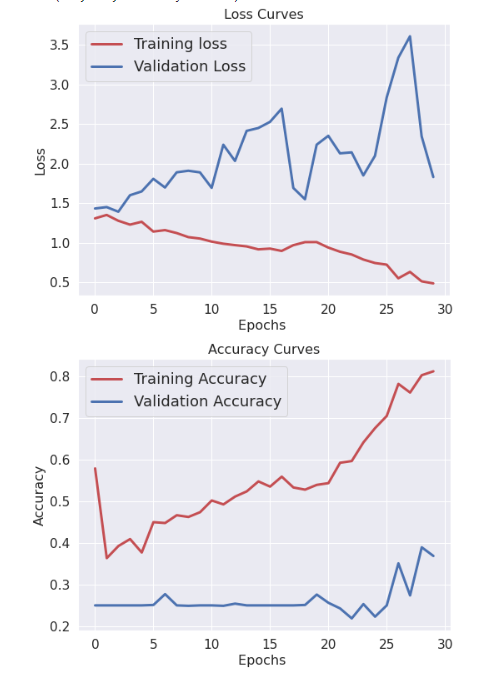 Loss Curves
Training loss
Validation Loss
3.5
3.0
2.5
2.0
1.5
1.0
0.5
Loss
0 5 10 15 20 25 30
Epochs
Accuracy Curves
Training Accuracy
Validation Accuracy
0.8
0.7
0.6
0.5
0.4
0.3
0.2
Accuracy
0 5 10 15 20 25 30
Epochs